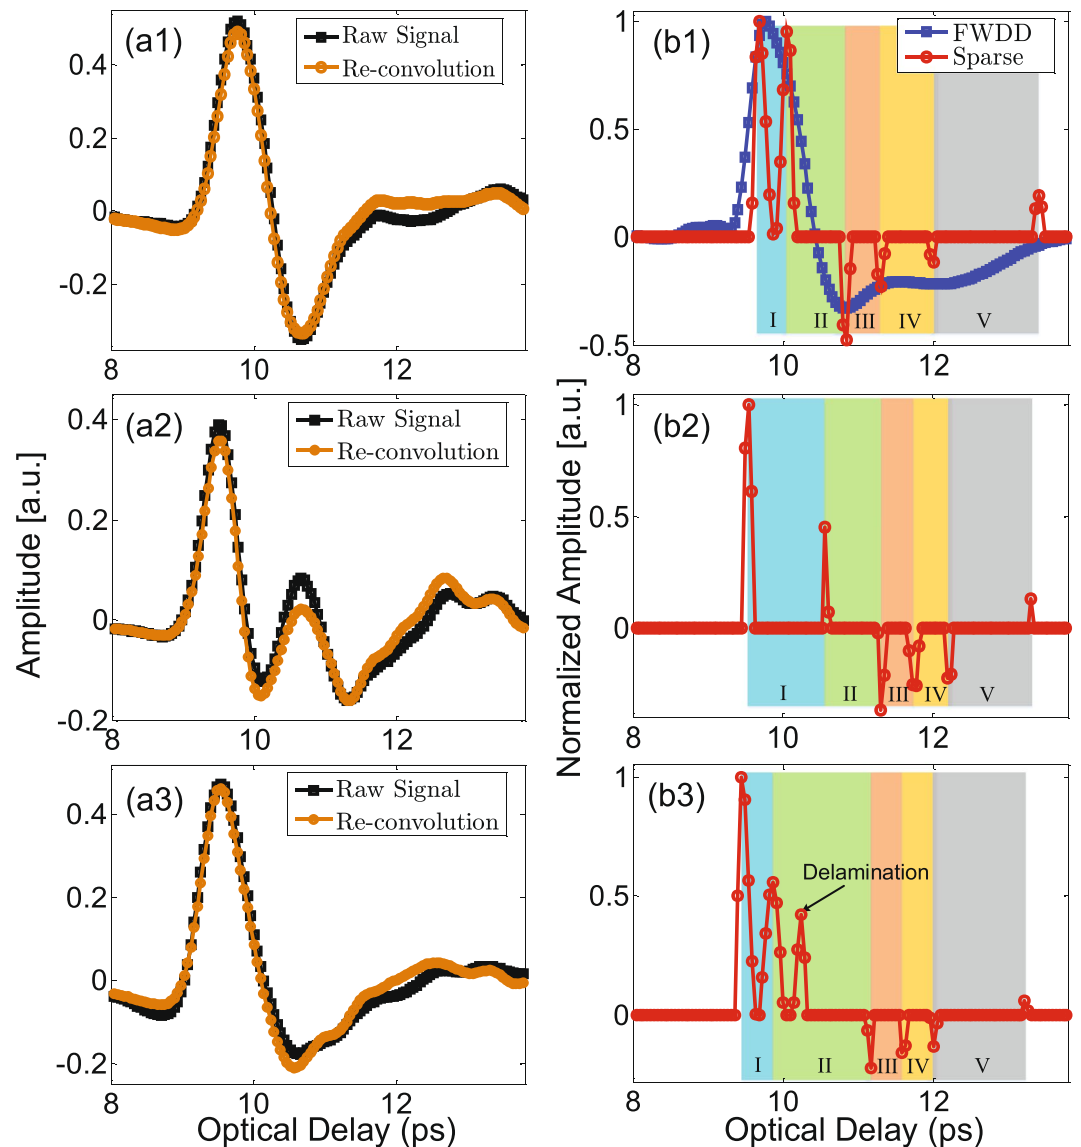 (a1)
Raw Signal
Re-convolution
0.4
0.2
0
-0.2
8
10
12
(b1)
FWDD
Sparse
1
0.5
0
-0.5
I
II
III
IV
V
8
10
12
(a2)
Raw Signal
Re-convolution
0.4
0.2
0
-0.2
8
10
12
Amplitude [a.u.]
(b2)
1
0.5
0
I
II
III
IV
V
8
10
12
Normalized Amplitude [a.u.]
(a3)
Raw Signal
Re-convolution
0.4
0.2
0
-0.2
8
10
12
Optical Delay (ps)
(b3)
Delamination
1
0.5
0
I
II
III
IV
V
8
10
12
Optical Delay (ps)